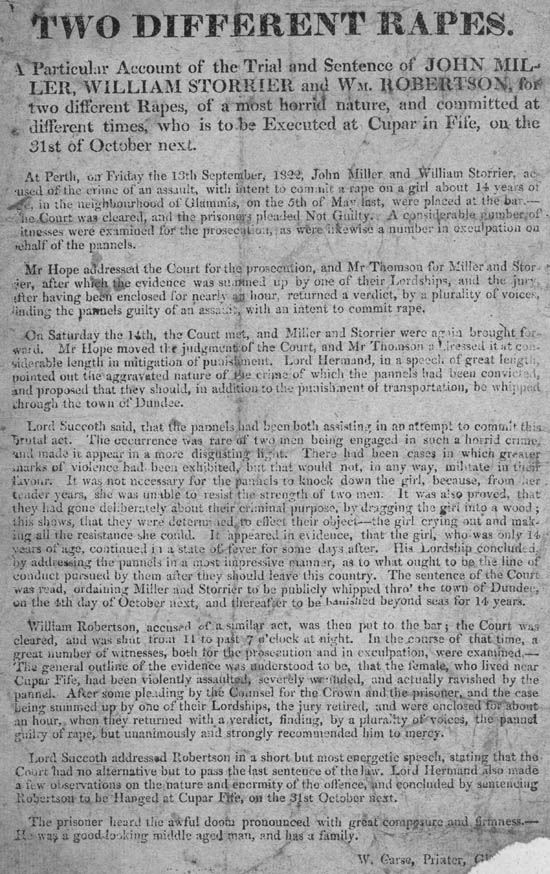 TWO DIFFERENT RAPES.
A Particular Account of the Trial and Sentence of JOHN MIL-
LER, WILLIAM STORRIER and Wm. ROBERTSON, for
two different Rapes, of a most horrid nature, and committed at
different times, who is to be Executed at Cupar in Fife, on the
31st of October next.
At Perth, on Friday the 13th September, 1822, John Miller and William Storrier, ac-
used of the crime of an assault, with intent to commit a rape on a girl about 14 years of
in the neighbourhood of Glammis, on the 5th of May last, were placed at the bar.—
he Court was cleared, and the prisoners pleaded Not Guilty. A considerable number of
itnesses were examined for the prosecution, as were likewise a number in exculpation on
ehalf of the pannels.
Mr Hope addressed the Court for the prosecution, and Mr Thomson for Miller and Stor-
ier, after which the evidence was summed up by one of their Lordships, and the jury
after having been enclosed for nearly an hour, returned a verdict, by a plurality of voices,
finding the pannels guilty of an assault, with an intent to commit rape.
On Saturday the 14th, the Court met, and Miller and Storrier were again brought for-
ward. Mr Hope moved the judgment of the Court, and Mr Thomson addressed it at con-
siderable length in mitigation of punishment. Lord Hermand, in a speech of great length,
pointed out the aggravated nature of the crime of which the pannels had been convicted,
and proposed that they should, in addition to the punishment of transportation, be whipped
through the town of Dundee.
Lord Succoth said, that the pannels had been both assisting in an attempt to commit this
brutal act. The occurrence was rare of two men being engaged in such a horrid crime,
and made it appear in a more disgusting light. There had been cases in which greater
marks of violence had been exhibited, but that would not, in any way, militate in their
favour. It was not necessary for the pannels to knock down the girl, because, from her
tender years, she was unable to resist the strength of two men. It was also proved, that
they had gone deliberately about their criminal purpose, by dragging the girl into a wood;
this shows, that they were determined to effect their object—the girl crying out and mak-
ing all the resistance she could. It appeared in evidence, that the girl, who was only 14
years of age, continued in a state of fever for some days after. His Lordship concluded,
by addressing the pannels in a most impressive manner, as to what ought to be the line of
conduct pursued by them after they should leave this country. The sentence of the Court
was read, ordaining Miller and Storrier to be publicly whipped thro' the town of Dundee,
on the 4th day of October next, and thereafter to be banished beyond seas for 14 years.
William Robertson, accused of a similar act, was then put to the bar; the Court was
cleared, and was shut from 11 to past 7 o'clock at night. In the course of that time, a
great number of witnesses, both for the prosecution and in exculpation, were examined.—
The general outline of the evidence was understood to be, that the female, who lived near
Cupar Fife, had been violently assaulted, severely wounded, and actually ravished by the
pannel. After some pleading by the Counsel for the Crown and the prisoner, and the case
being summed up by one of their Lordships, the jury retired, and were enclosed for about
an hour, when they returned with a verdict, finding, by a plurality of voices, the pannel
guilty of rape, but unanimously and strongly recommended him to mercy.
Lord Succoth addressed Robertson in a short but most energetic speech, stating that the
Court had no alternative but to pass the last sentence of the law. Lord Hermand also made
a few observations on the nature and enormity of the offence, and concluded by sentencing
Robertson to be Hanged at Cupar Fife, on the 31st October next.
The prisoner heard the awful doom pronounced with great composure and firmness.—
He was a good-looking middle aged man, and has a family.
W. Carse, Printer,